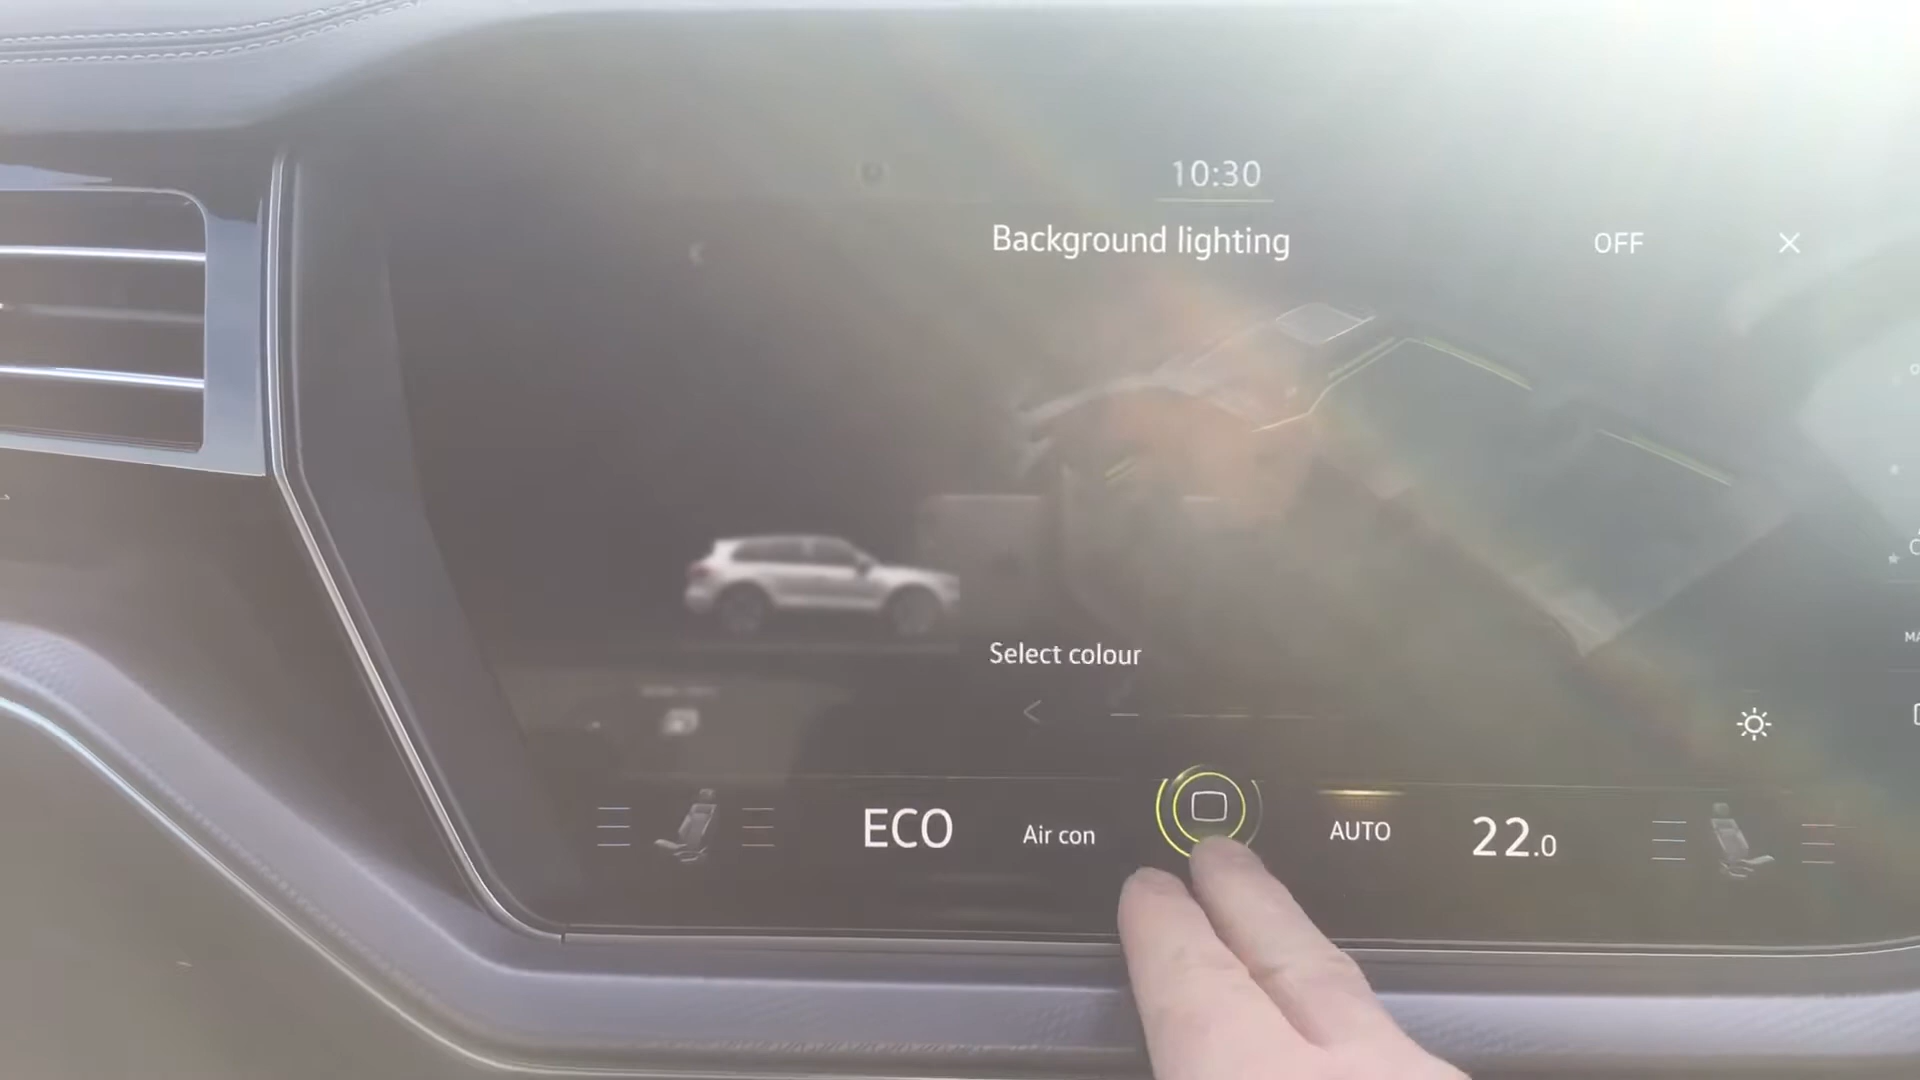 10:30
Background lighting
OFF
Select colour
ECO
Air con
AUTO
22.0